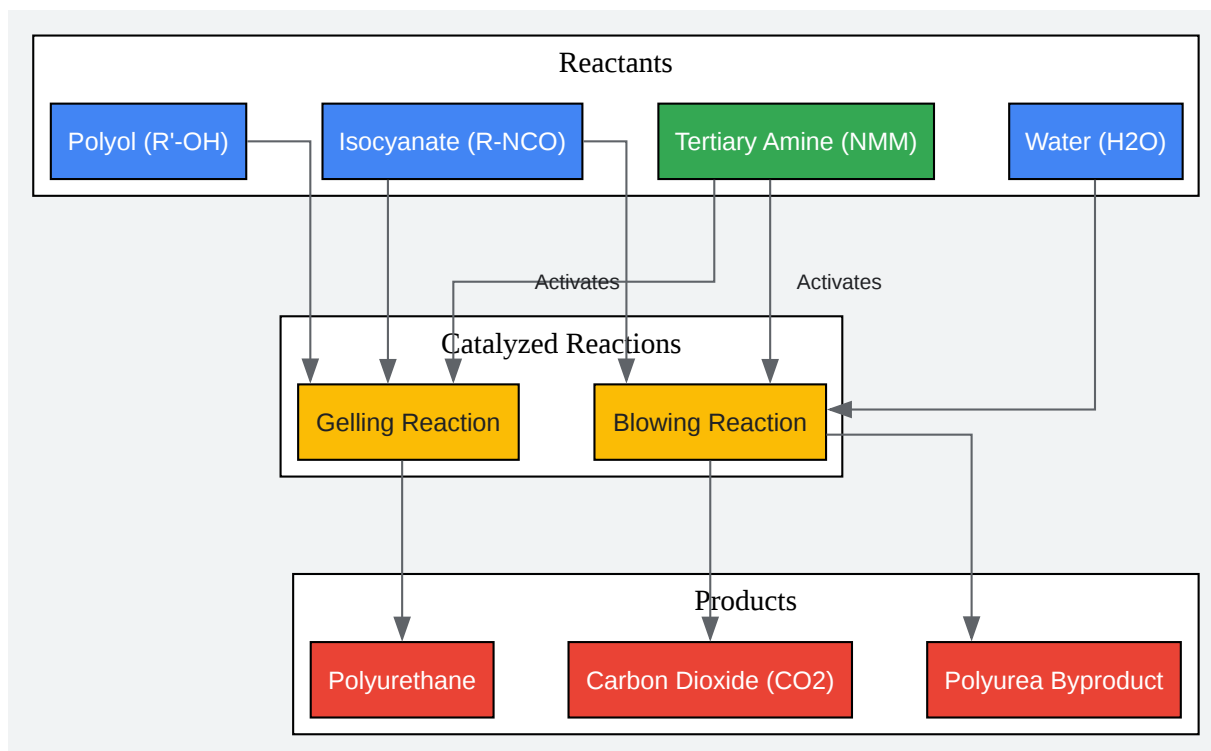 Reactants
Polyol (R'-OH)
Isocyanate (R-NCO)
Tertiary Amine (NMM)
Water (H2O)
Activates
Activates
Catalyzed Reactions
Gelling Reaction
Blowing Reaction
Products
Polyurethane
Carbon Dioxide (CO2)
Polyurea Byproduct